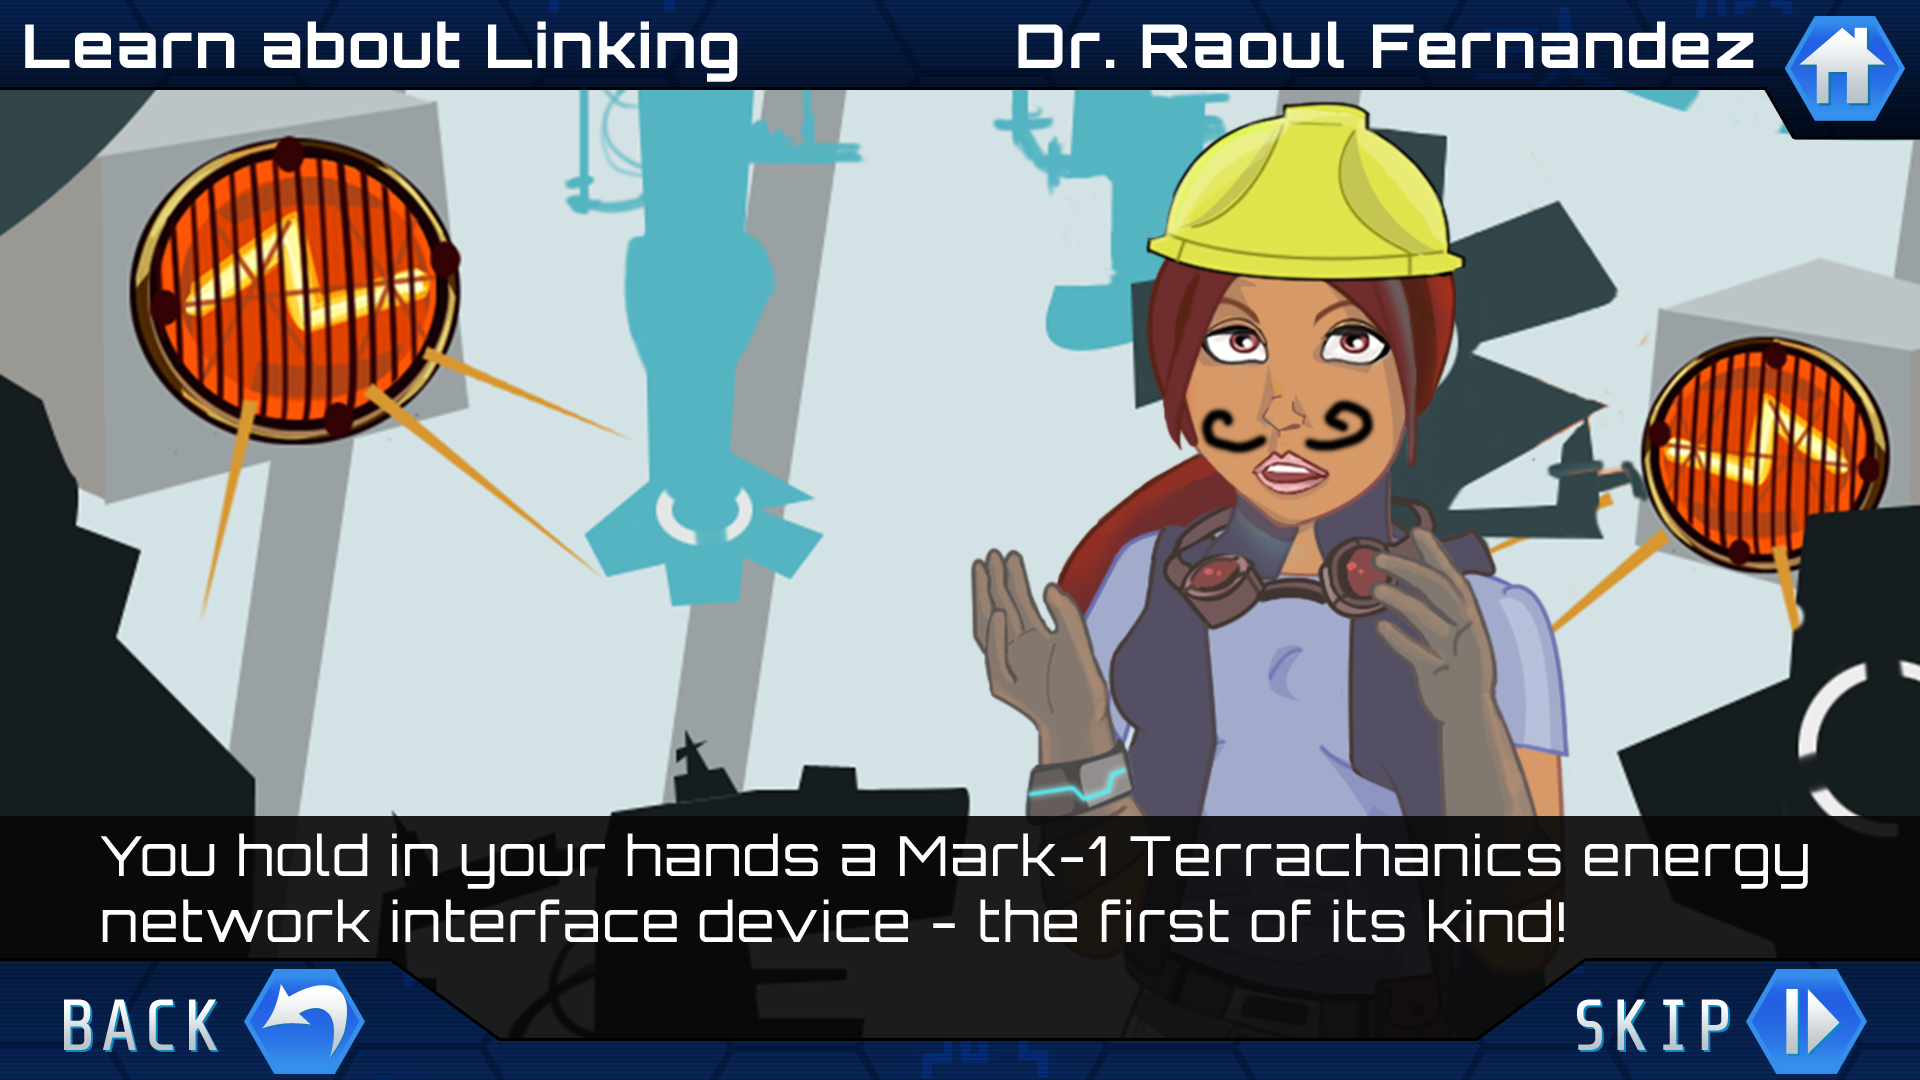 Learn about Linking
Dr. Raoul Fernandez
You hold in your hands a Mark-1 Terrachanics energy
network interface device - the first of its kind!
BACK
SKIP